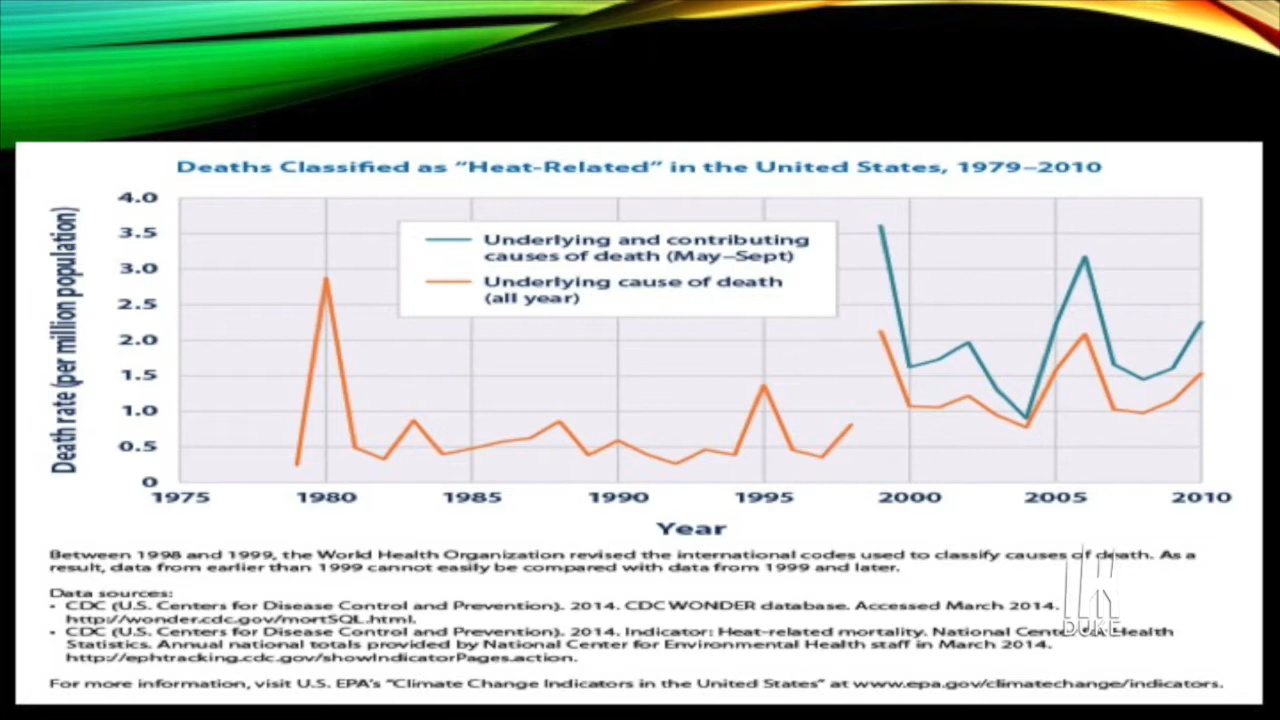 Deaths Classified as “Heat-Related” in the United States, 1979–2010
Death rate (per million population)
4.0
3.5
3.0
2.5
2.0
1.5
1.0
0.5
0
Underlying and contributing
causes of death (May–Sept)
Underlying cause of death
(all year)
1975 1980 1985 1990 1995 2000 2005 2010
Year
Between 1998 and 1999, the World Health Organization revised the international codes used to classify causes of death. As a
result, data from earlier than 1999 cannot easily be compared with data from 1999 and later.
Data sources:
• CDC (U.S. Centers for Disease Control and Prevention). 2014. CDC WONDER database. Accessed March 2014.
http://wonder.cdc.gov/mortSQL.html.
• CDC (U.S. Centers for Disease Control and Prevention). 2014. Indicator: Heat-related mortality. National Health
Statistics. Annual national totals provided by National Center for Environmental Health staff in March 2014.
http://ephtracking.cdc.gov/showIndicatorPages.action.
For more information, visit U.S. EPA’s “Climate Change Indicators in the United States” at www.epa.gov/climatechange/indicators.
DUKE